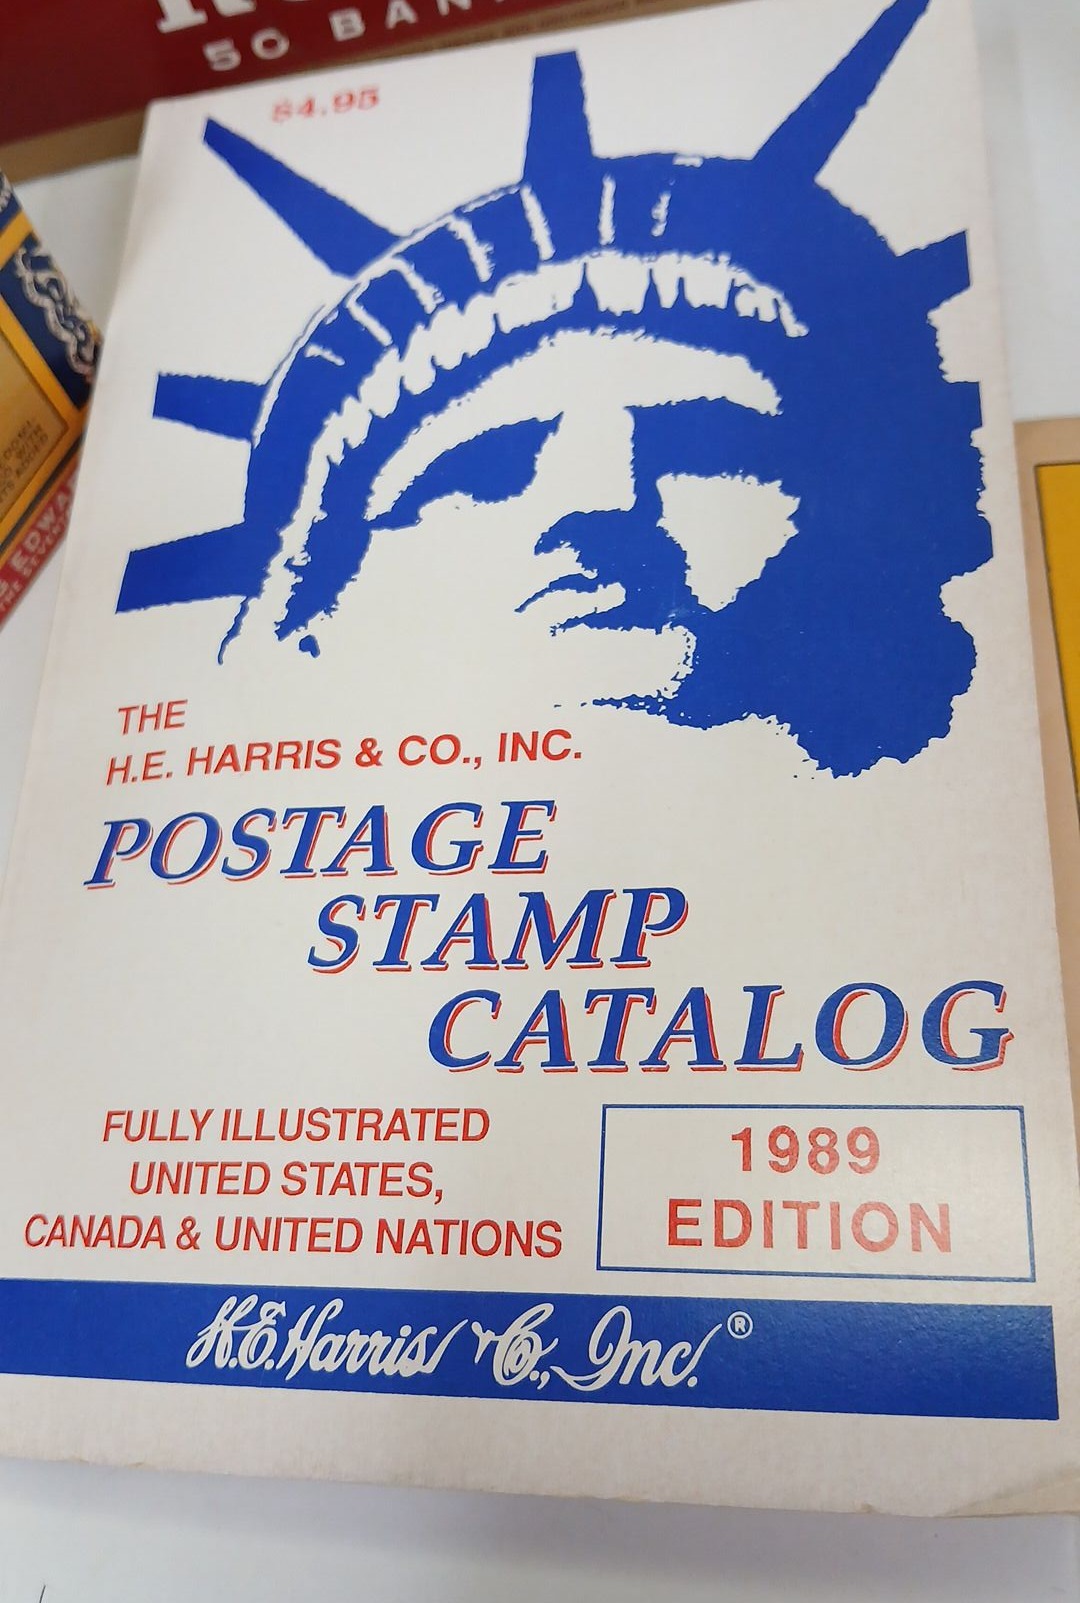 50
$4.95
THE
H.E. HARRIS & CO., INC.
POSTAGE
STAMP
CATALOG
FULLY ILLUSTRATED
UNITED STATES,
CANADA & UNITED NATIONS
1989
EDITION
H.E. Harris & Co., Inc.®